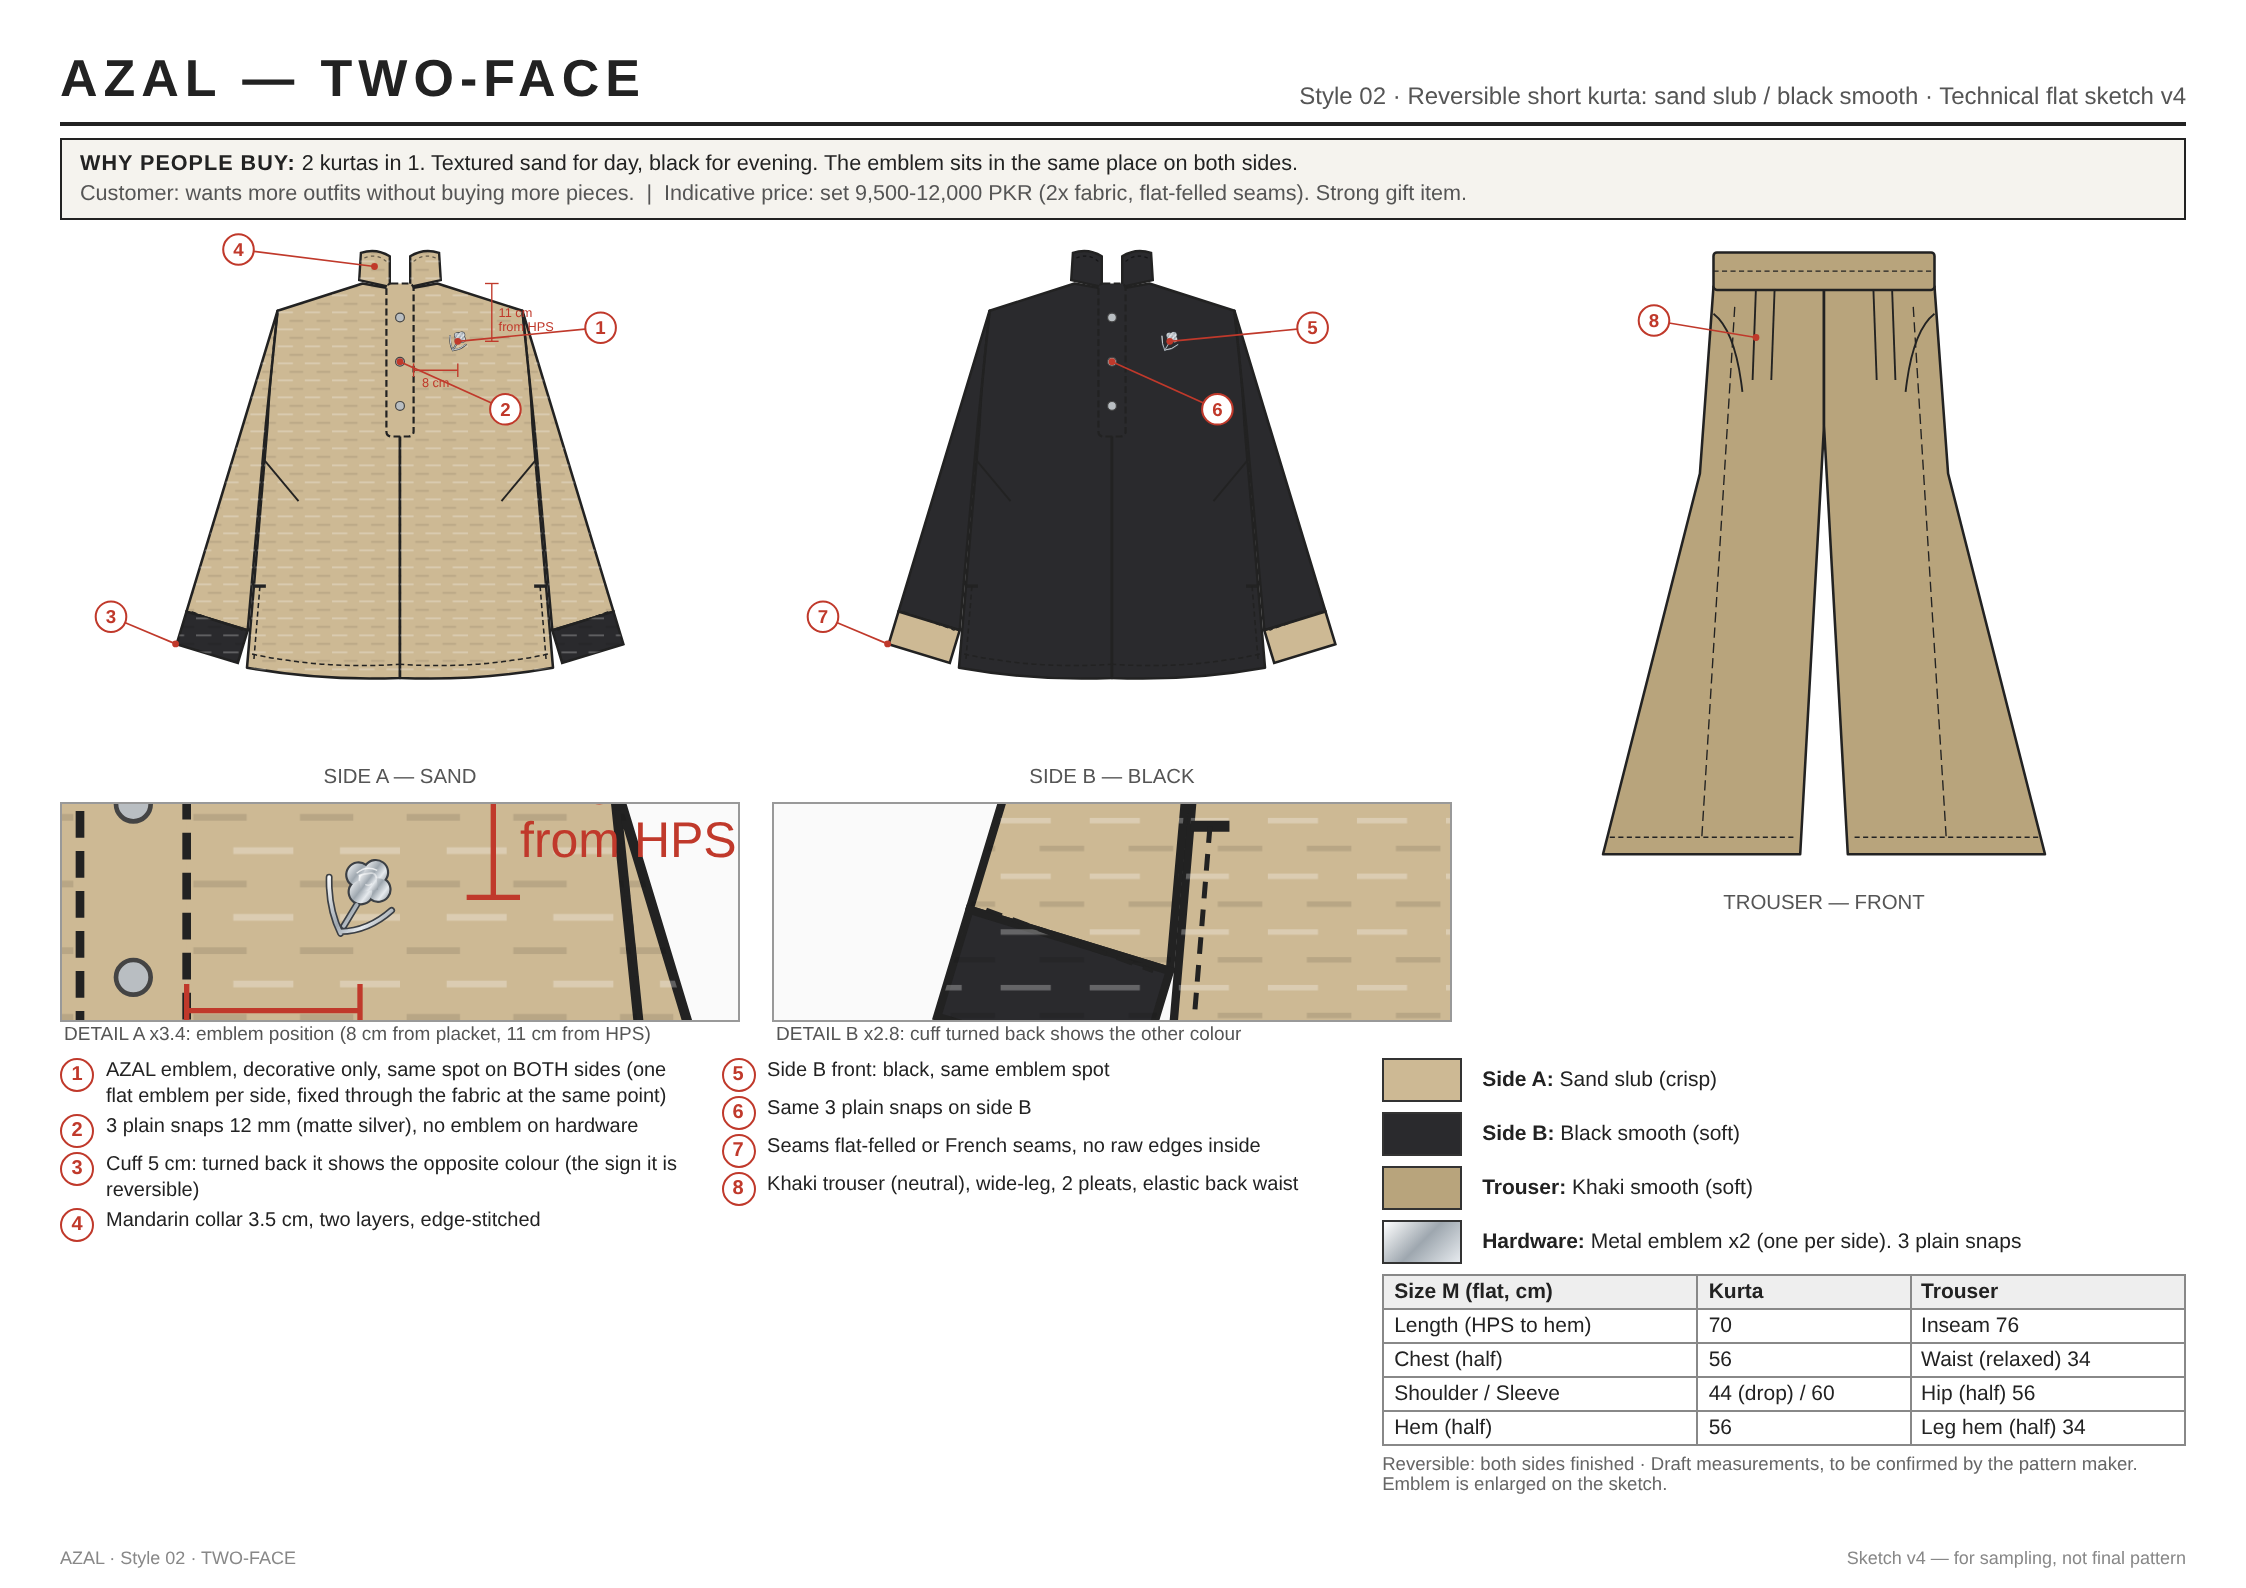 AZAL — TWO-FACE
Style 02 · Reversible short kurta: sand slub / black smooth · Technical flat sketch v4
WHY PEOPLE BUY: 2 kurtas in 1. Textured sand for day, black for evening. The emblem sits in the same place on both sides.
Customer: wants more outfits without buying more pieces. | Indicative price: set 9,500-12,000 PKR (2x fabric, flat-felled seams). Strong gift item.
4
11 cm
from HPS
1
8 cm
2
3
5
6
7
8
SIDE A — SAND
SIDE B — BLACK
TROUSER — FRONT
from HPS
DETAIL A x3.4: emblem position (8 cm from placket, 11 cm from HPS)
DETAIL B x2.8: cuff turned back shows the other colour
1 AZAL emblem, decorative only, same spot on BOTH sides (one
flat emblem per side, fixed through the fabric at the same point)
2 3 plain snaps 12 mm (matte silver), no emblem on hardware
3 Cuff 5 cm: turned back it shows the opposite colour (the sign it is
reversible)
4 Mandarin collar 3.5 cm, two layers, edge-stitched
5 Side B front: black, same emblem spot
6 Same 3 plain snaps on side B
7 Seams flat-felled or French seams, no raw edges inside
8 Khaki trouser (neutral), wide-leg, 2 pleats, elastic back waist
Side A: Sand slub (crisp)
Side B: Black smooth (soft)
Trouser: Khaki smooth (soft)
Hardware: Metal emblem x2 (one per side). 3 plain snaps
Size M (flat, cm) Kurta Trouser
Length (HPS to hem) 70 Inseam 76
Chest (half) 56 Waist (relaxed) 34
Shoulder / Sleeve 44 (drop) / 60 Hip (half) 56
Hem (half) 56 Leg hem (half) 34
Reversible: both sides finished · Draft measurements, to be confirmed by the pattern maker.
Emblem is enlarged on the sketch.
AZAL · Style 02 · TWO-FACE
Sketch v4 — for sampling, not final pattern